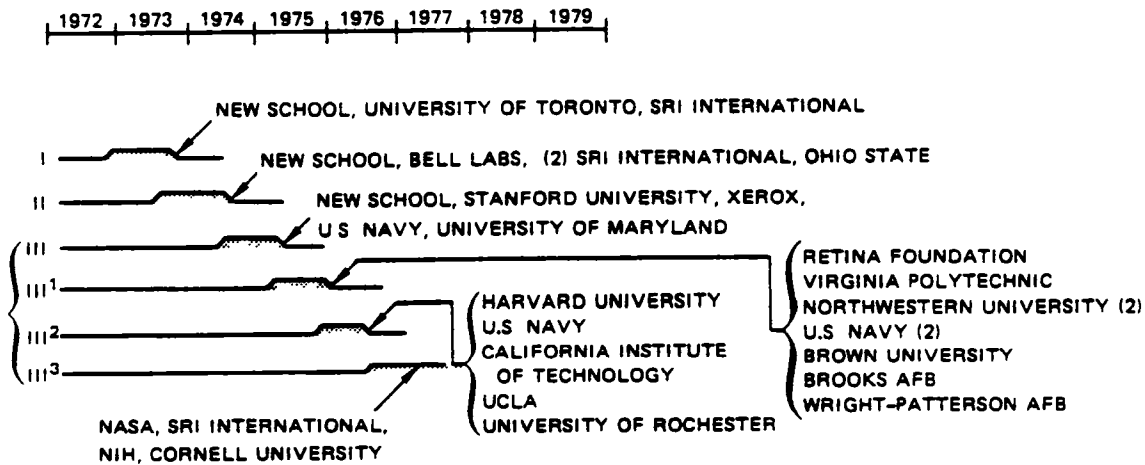 1972 1973 1974 1975 1976 1977 1978 1979
NEW SCHOOL, UNIVERSITY OF TORONTO, SRI INTERNATIONAL
I
NEW SCHOOL, BELL LABS, (2) SRI INTERNATIONAL, OHIO STATE
II
NEW SCHOOL, STANFORD UNIVERSITY, XEROX,
U S NAVY, UNIVERSITY OF MARYLAND
III
III¹
III²
III³
NASA, SRI INTERNATIONAL,
NIH, CORNELL UNIVERSITY
HARVARD UNIVERSITY
U.S NAVY
CALIFORNIA INSTITUTE
OF TECHNOLOGY
UCLA
UNIVERSITY OF ROCHESTER
RETINA FOUNDATION
VIRGINIA POLYTECHNIC
NORTHWESTERN UNIVERSITY (2)
U.S NAVY (2)
BROWN UNIVERSITY
BROOKS AFB
WRIGHT-PATTERSON AFB